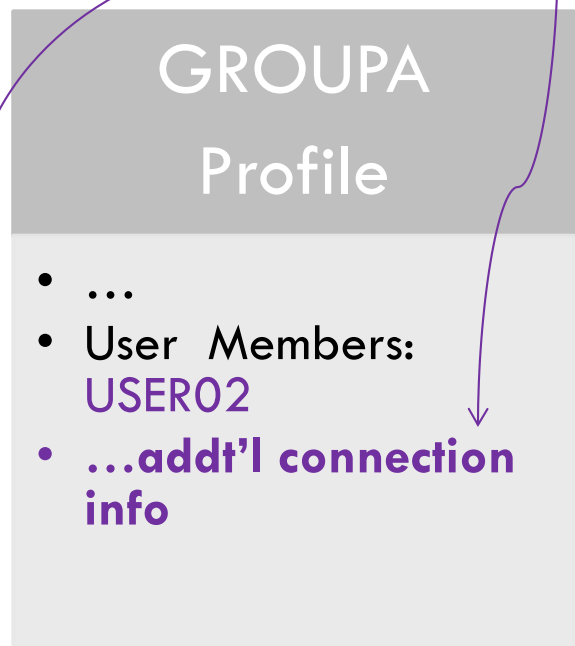 GROUPA
Profile
• …
• User Members:
USER02
• …addt’l connection
info